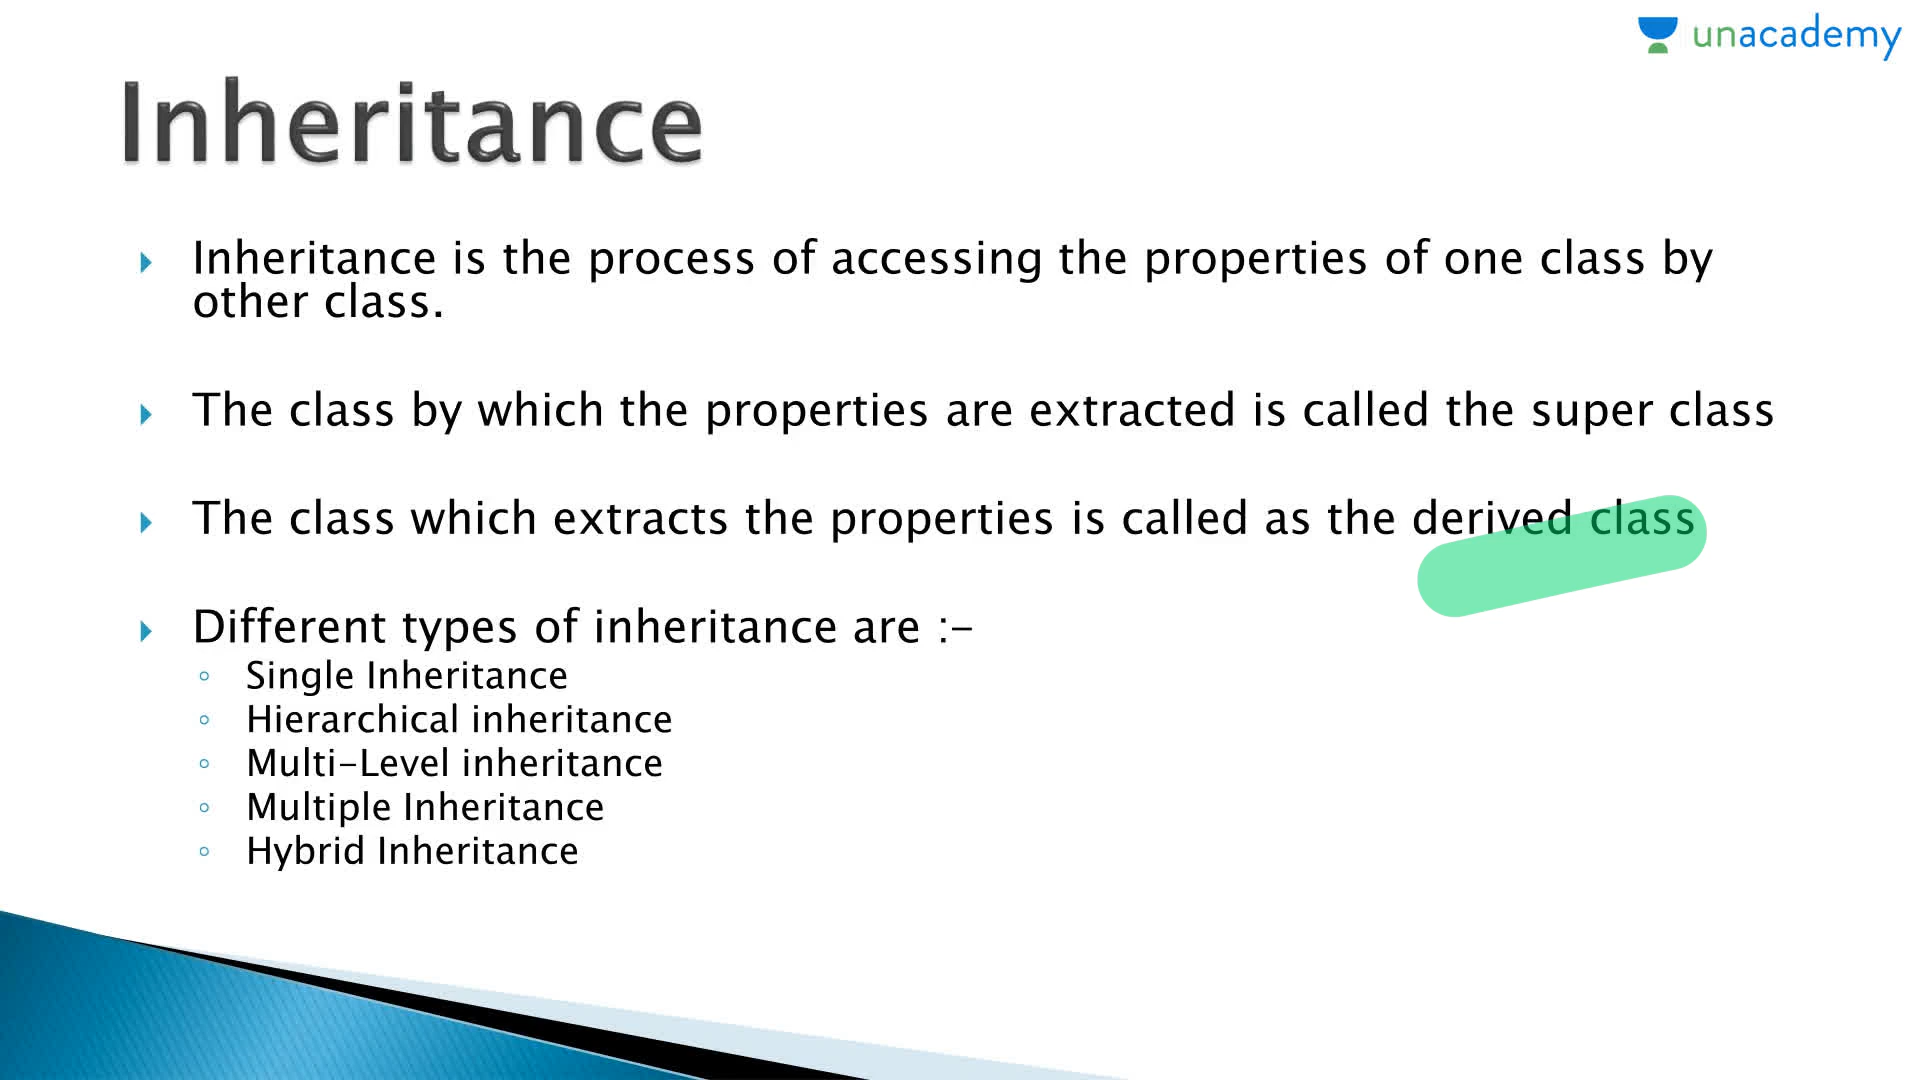 unacademy
Inheritance
Inheritance is the process of accessing the properties of one class by
other class.
The class by which the properties are extracted is called the super class
The class which extracts the properties is called as the derived class
Different types of inheritance are :-
Single Inheritance
Hierarchical inheritance
Multi-Level inheritance
Multiple Inheritance
Hybrid Inheritance